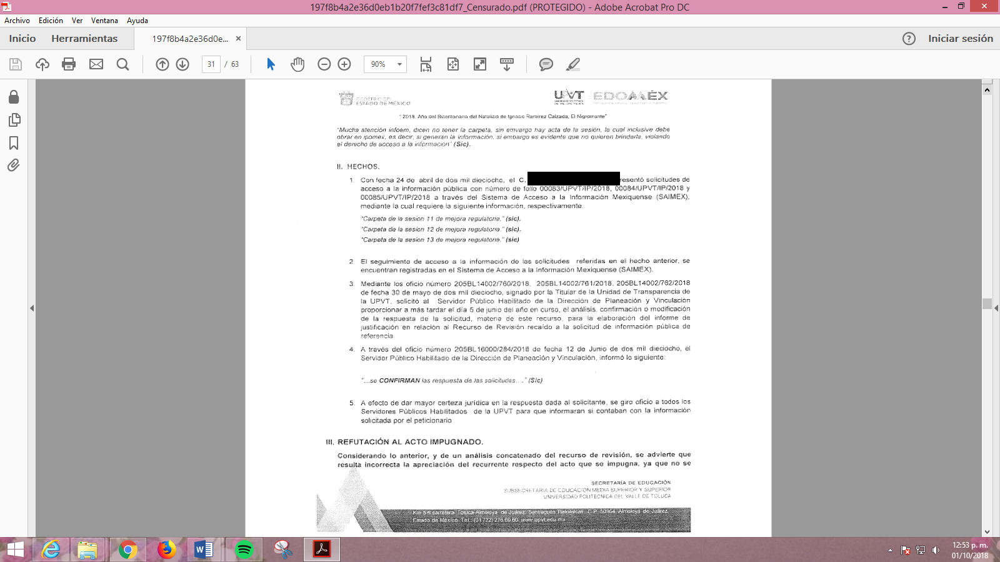 197f8b4a2e36d0eb1b20f7fef3c81df7_Censurado.pdf (PROTEGIDO) - Adobe Acrobat Pro DC
Archivo Edición Ver Ventana Ayuda
Inicio Herramientas 197f8b4a2e36d0e... × Iniciar sesión
31 / 63 90%
GOBIERNO DEL
ESTADO DE MÉXICO
UPVT EDOMÉX
" 2018. Año del Bicentenario del Natalicio de Ignacio Ramírez Calzada, El Nigromante"
"Mucha atención infoem, dicen no tener la carpeta, sin emvargo hay acta de la sesión, la cual inclusive debe
obrar en ipomex, es decir, si generan la información, si embargo es evidente que no quieren brindarla, violando
el derecho de acceso a la informacion" (Sic).
II. HECHOS.
1. Con fecha 24 de abril de dos mil dieciocho, el C. resentó solicitudes de
acceso a la información pública con número de folio 00083/UPVT/IP/2018, 00084/UPVT/IP/2018 y
00085/UPVT/IP/2018 a través del Sistema de Acceso a la Información Mexiquense (SAIMEX),
mediante la cual requiere la siguiente información, respectivamente.
"Carpeta de la sesion 11 de mejora regulatoria." (sic).
"Carpeta de la sesion 12 de mejora regulatoria." (sic).
"Carpeta de la sesion 13 de mejora regulatoria." (sic)
2. El seguimiento de acceso a la información de las solicitudes referidas en el hecho anterior, se
encuentran registradas en el Sistema de Acceso a la Información Mexiquense (SAIMEX).
3. Mediante los oficio número 205BL14002/760/2018, 205BL14002/761/2018, 205BL14002/762/2018
de fecha 30 de mayo de dos mil dieciocho, signado por la Titular de la Unidad de Transparencia de
la UPVT, solicitó al Servidor Público Habilitado de la Dirección de Planeación y Vinculación
proporcionar a más tardar el día 5 de junio del año en curso, el análisis, confirmación o modificación
de la respuesta de la solicitud, materia de este recurso, para la elaboración del informe de
justificación en relación al Recurso de Revisión recaído a la solicitud de información pública de
referencia
4. A través del oficio número 205BL16000/284/2018 de fecha 12 de Junio de dos mil dieciocho, el
Servidor Público Habilitado de la Dirección de Planeación y Vinculación, informó lo siguiente:
"...se CONFIRMAN las respuesta de las solicitudes...." (Sic)
5. A efecto de dar mayor certeza jurídica en la respuesta dada al solicitante, se giro oficio a todos los
Servidores Públicos Habilitados de la UPVT para que informaran si contaban con la información
solicitada por el peticionario
III. REFUTACIÓN AL ACTO IMPUGNADO.
Considerando lo anterior, y de un análisis concatenado del recurso de revisión, se advierte que
resulta incorrecta la apreciación del recurrente respecto del acto que se impugna, ya que no se
SECRETARÍA DE EDUCACIÓN
SUBSECRETARÍA DE EDUCACIÓN MEDIA SUPERIOR Y SUPERIOR
UNIVERSIDAD POLITÉCNICA DEL VALLE DE TOLUCA
Km 5.6 carretera Toluca-Almoloya de Juárez, Santiaguito Tlalcilalcali, C.P. 50904, Almoloya de Juárez,
Estado de México. Tel.: (01 722) 276 60 60. www.upvt.edu.mx
12:53 p. m.
01/10/2018